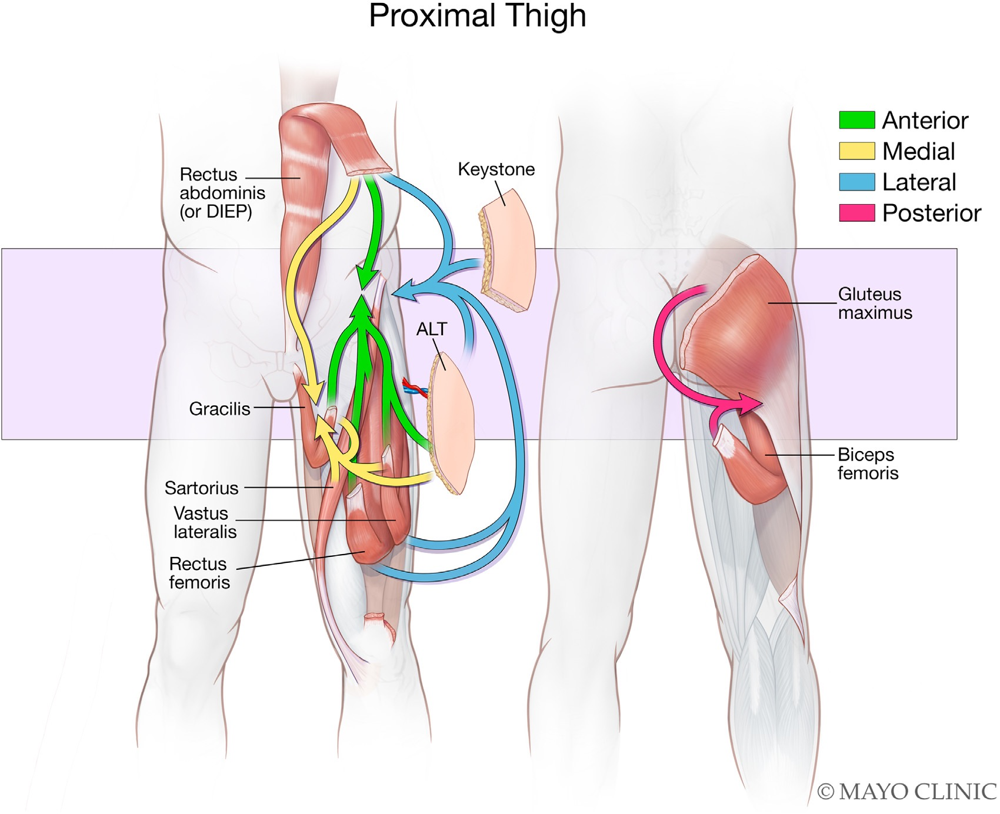 Proximal Thigh
Anterior
Medial
Lateral
Posterior
Keystone
Rectus
abdominis
(or DIEP)
Gluteus
maximus
ALT
Gracilis
Biceps
femoris
Sartorius
Vastus
lateralis
Rectus
femoris
© MAYO CLINIC